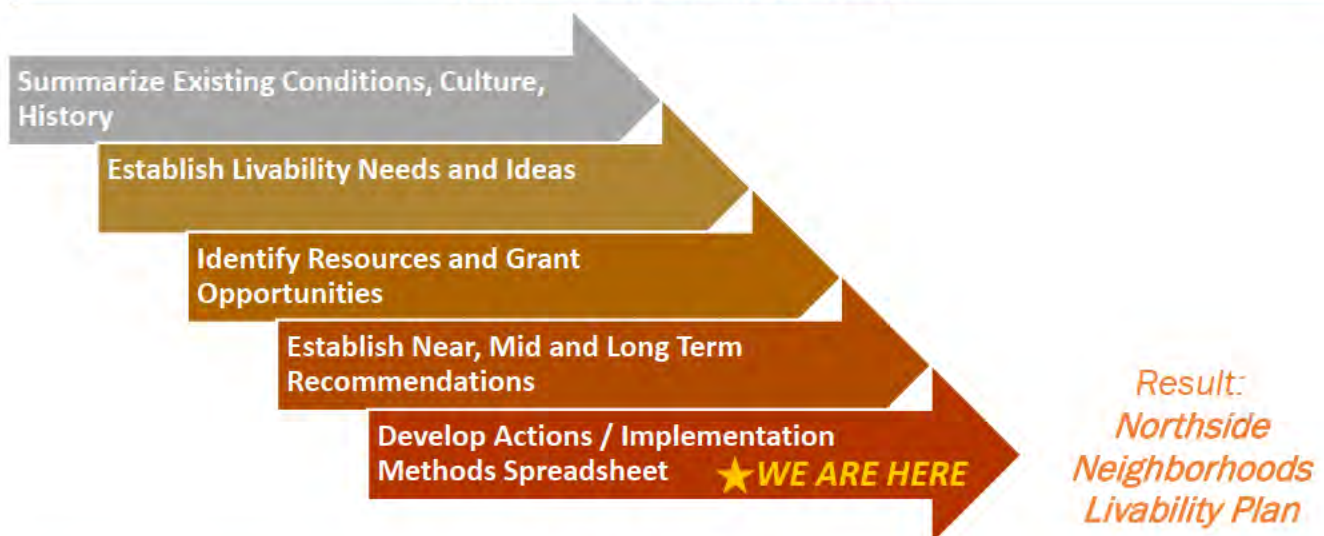 Summarize Existing Conditions, Culture,
History
Establish Livability Needs and Ideas
Identify Resources and Grant
Opportunities
Establish Near, Mid and Long Term
Recommendations
Develop Actions / Implementation
Methods Spreadsheet
WE ARE HERE
Result:
Northside
Neighborhoods
Livability Plan